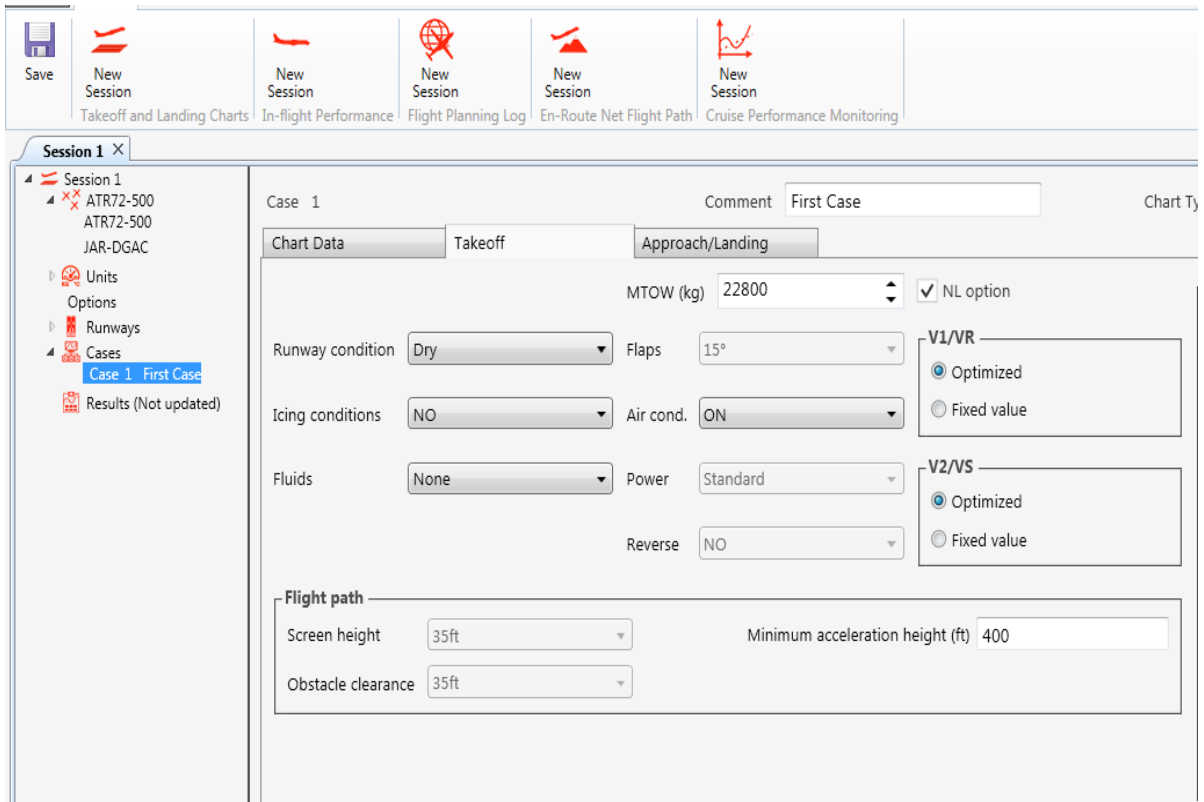 Save
New
Session
New
Session
New
Session
New
Session
New
Session
Takeoff and Landing Charts
In-flight Performance
Flight Planning Log
En-Route Net Flight Path
Cruise Performance Monitoring
Session 1
Session 1
ATR72-500
ATR72-500
JAR-DGAC
Units
Options
Runways
Cases
Case 1 First Case
Results (Not updated)
Case 1 Comment First Case Chart Ty
Chart Data Takeoff Approach/Landing
MTOW (kg) 22800 NL option
Runway condition Dry Flaps 15°
V1/VR
Optimized
Fixed value
Icing conditions NO Air cond. ON
Fluids None Power Standard
V2/VS
Optimized
Fixed value
Reverse NO
Flight path
Screen height 35ft Minimum acceleration height (ft) 400
Obstacle clearance 35ft